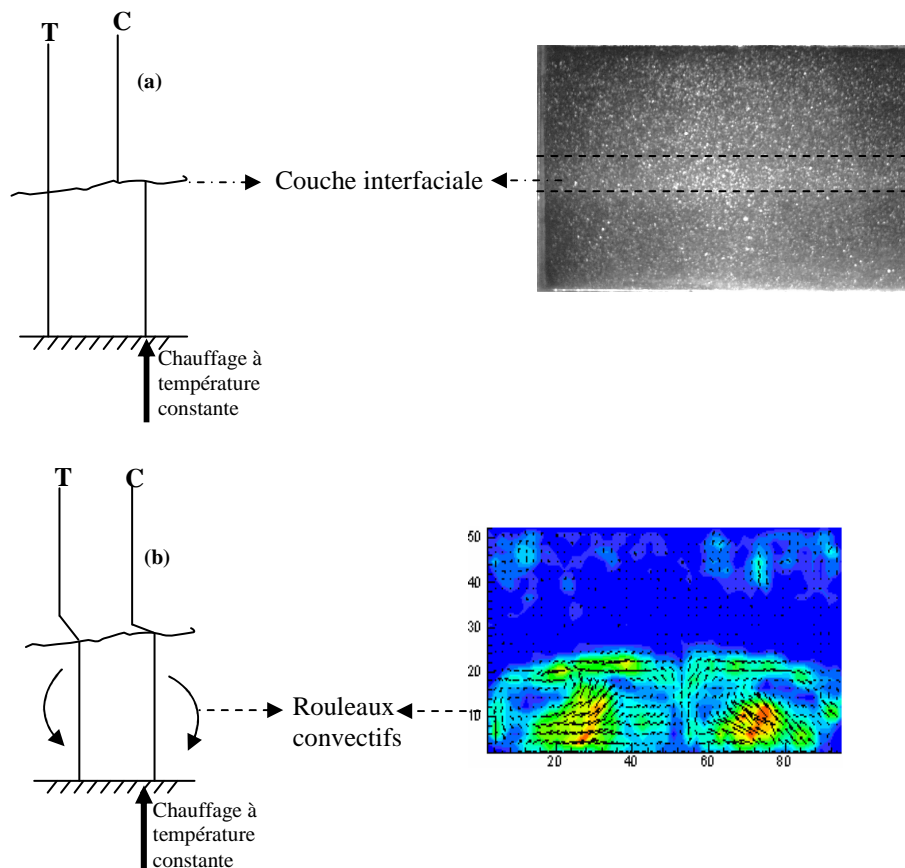 T
C
(a)
Couche interfaciale
Chauffage à
température
constante
T
C
(b)
Rouleaux
convectifs
Chauffage à
température
constante
50
40
30
20
10
20
40
60
80